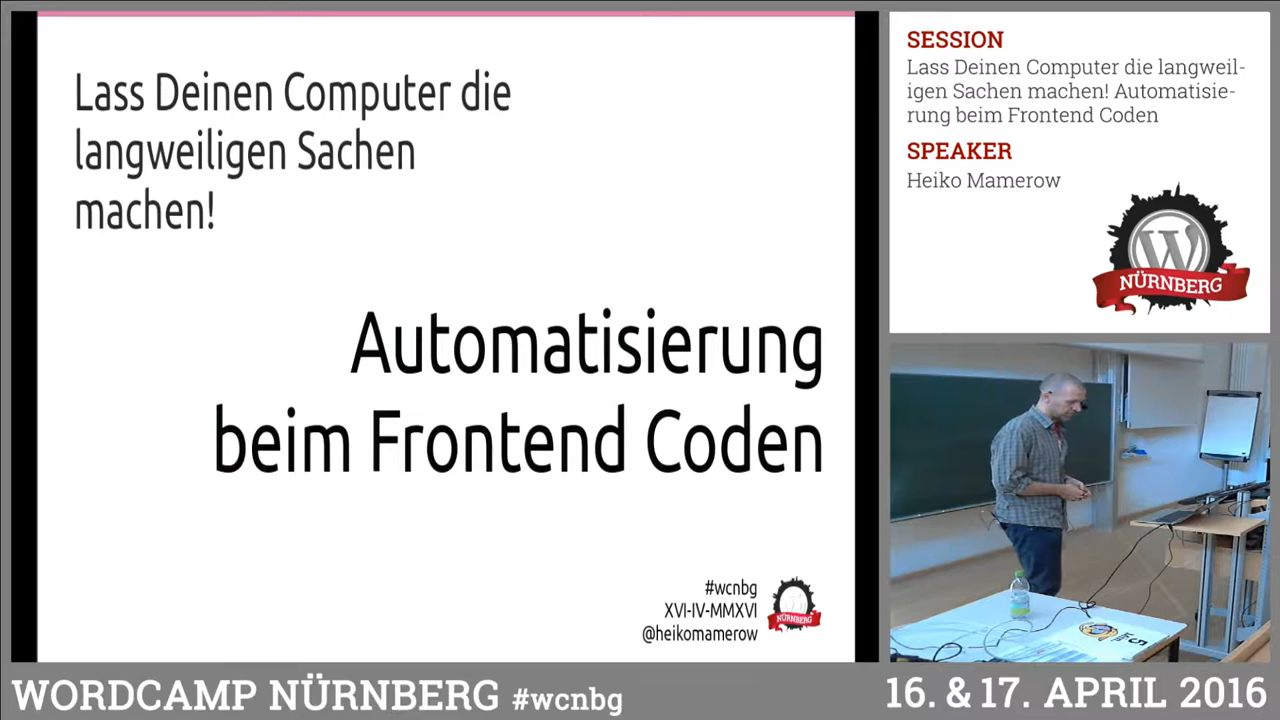 Lass Deinen Computer die
langweiligen Sachen
machen!
Automatisierung
beim Frontend Coden
#wcnbg
XVI-IV-MMXVI
@heikomamerow
NÜRNBERG
SESSION
Lass Deinen Computer die langweil-
igen Sachen machen! Automatisie-
rung beim Frontend Coden
SPEAKER
Heiko Mamerow
W
NÜRNBERG
5
WORDCAMP NÜRNBERG #wcnbg
16. & 17. APRIL 2016